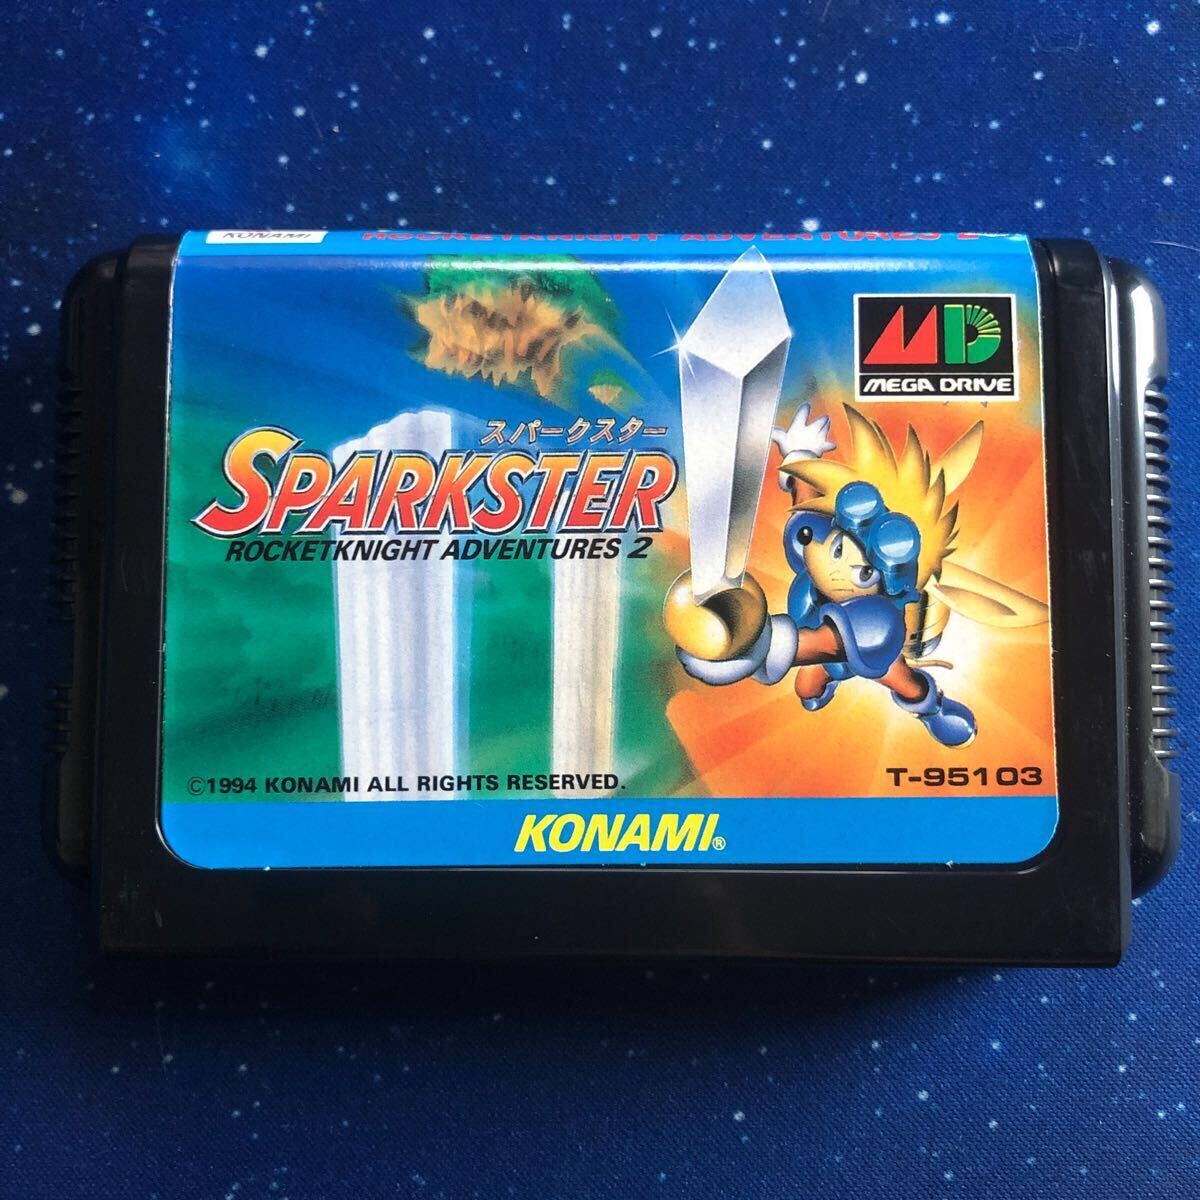 KONAMI
ROCKETKNIGHT ADVENTURES 2
MD
MEGA DRIVE
スパークスター
SPARKSTER
ROCKETKNIGHT ADVENTURES 2
©1994 KONAMI ALL RIGHTS RESERVED.
T-95103
KONAMI®